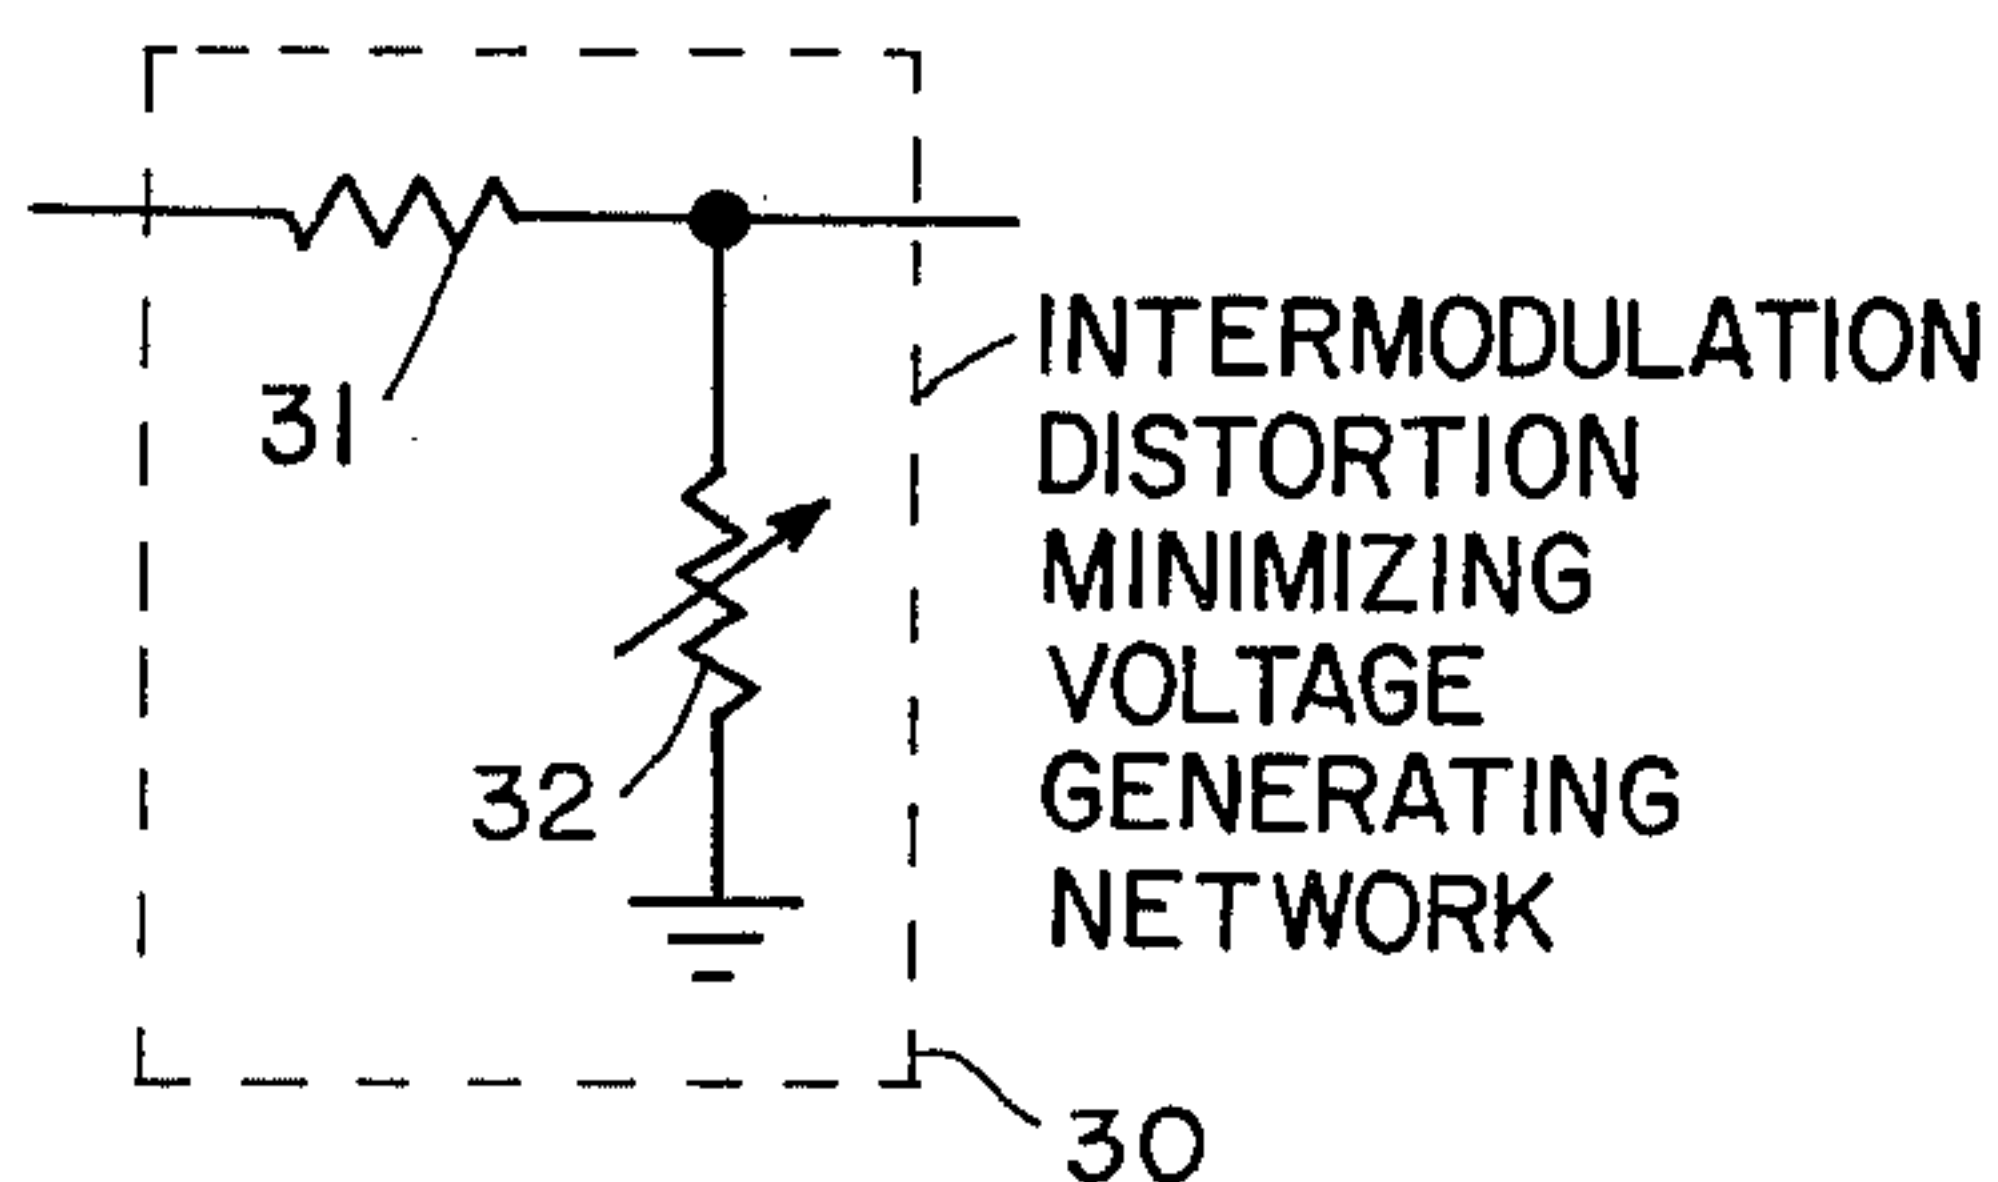 31
INTERMODULATION
DISTORTION
MINIMIZING
VOLTAGE
GENERATING
NETWORK
32
30